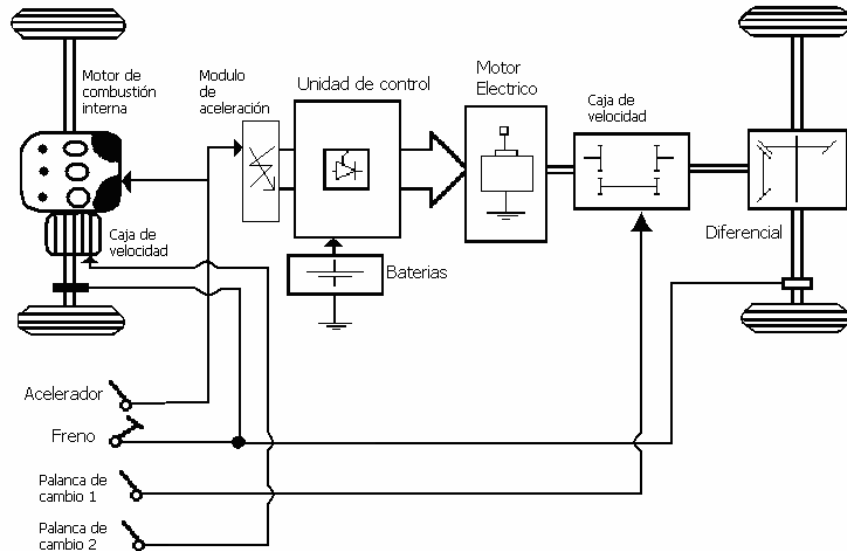 Motor de
combustión
interna
Modulo
de
aceleración
Unidad de control
Motor
Electrico
Caja de
velocidad
Caja de
velocidad
Baterias
Diferencial
Acelerador
Freno
Palanca de
cambio 1
Palanca de
cambio 2